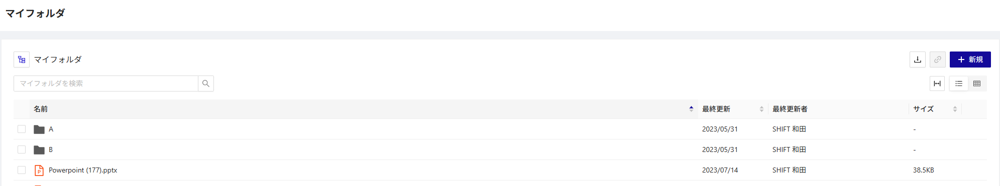 マイフォルダ
マイフォルダ
新規
マイフォルダを検索
名前 最終更新 最終更新者 サイズ
A 2023/05/31 SHIFT 和田 -
B 2023/05/31 SHIFT 和田 -
Powerpoint (177).pptx 2023/07/14 SHIFT 和田 38.5KB